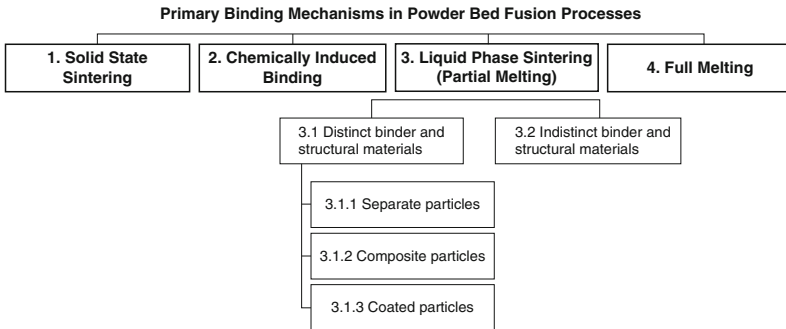 Primary Binding Mechanisms in Powder Bed Fusion Processes
1. Solid State
Sintering
2. Chemically Induced
Binding
3. Liquid Phase Sintering
(Partial Melting)
4. Full Melting
3.1 Distinct binder and
structural materials
3.2 Indistinct binder and
structural materials
3.1.1 Separate particles
3.1.2 Composite particles
3.1.3 Coated particles